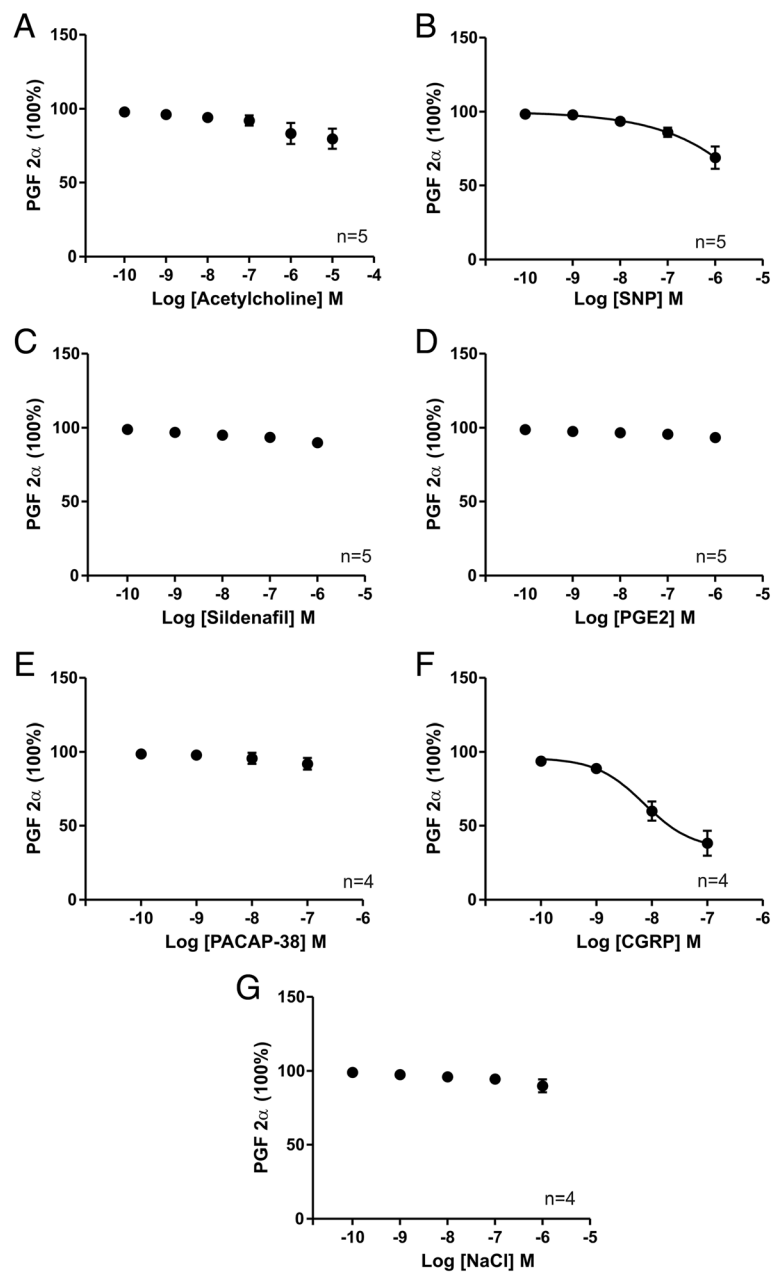 A
B
150
100
50
0
PGF 2α (100%)
n=5
-10 -9 -8 -7 -6 -5 -4
Log [Acetylcholine] M
150
100
50
0
PGF 2α (100%)
n=5
-10 -9 -8 -7 -6 -5
Log [SNP] M
C
D
150
100
50
0
PGF 2α (100%)
n=5
-10 -9 -8 -7 -6 -5
Log [Sildenafil] M
150
100
50
0
PGF 2α (100%)
n=5
-10 -9 -8 -7 -6 -5
Log [PGE2] M
E
F
150
100
50
0
PGF 2α (100%)
n=4
-10 -9 -8 -7 -6
Log [PACAP-38] M
150
100
50
0
PGF 2α (100%)
n=4
-10 -9 -8 -7 -6
Log [CGRP] M
G
150
100
50
0
PGF 2α (100%)
n=4
-10 -9 -8 -7 -6 -5
Log [NaCl] M